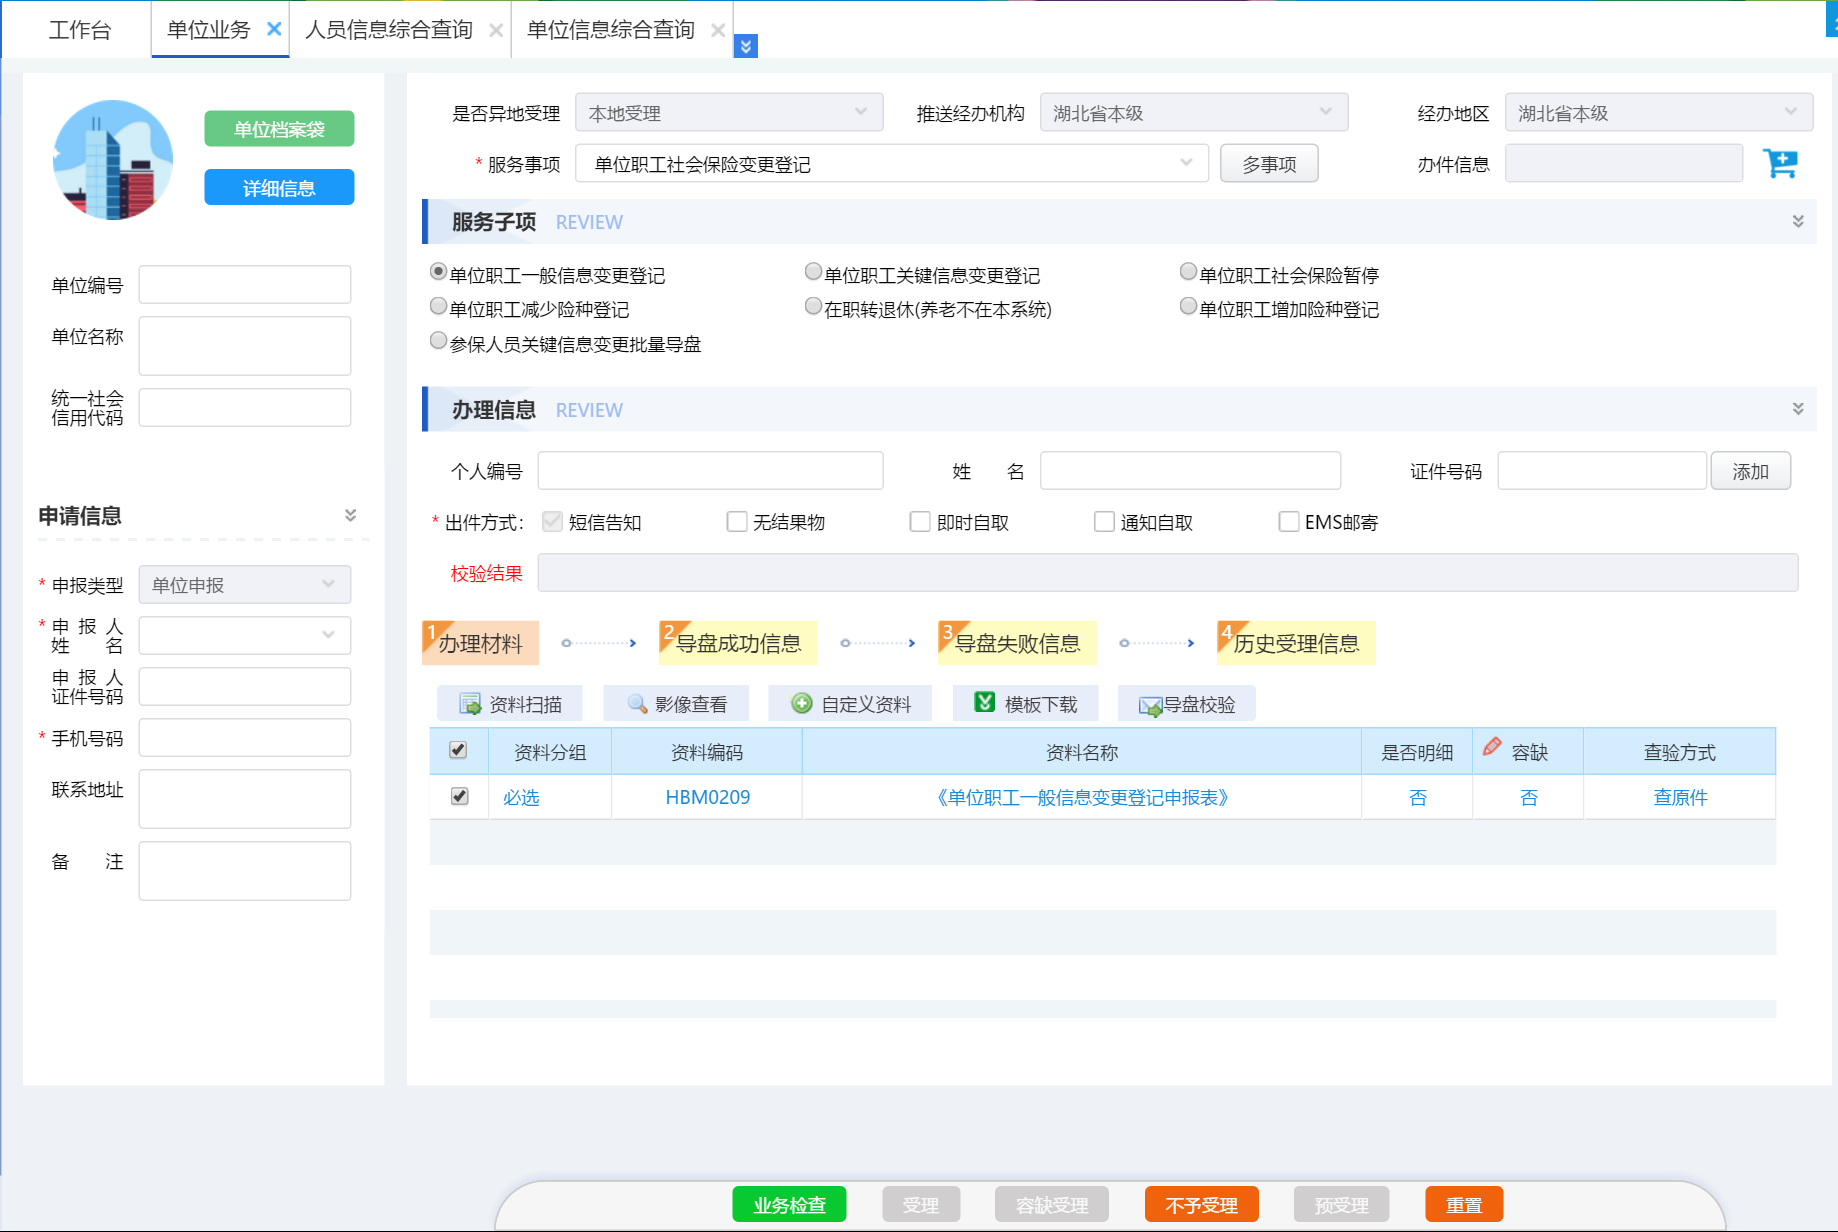 工作台 单位业务 人员信息综合查询 单位信息综合查询
单位档案袋
详细信息
单位编号
单位名称
统一社会
信用代码
申请信息
* 申报类型 单位申报
* 申 报 人
姓 名
申 报 人
证件号码
* 手机号码
联系地址
备 注
是否异地受理 本地受理 推送经办机构 湖北省本级 经办地区 湖北省本级
* 服务事项 单位职工社会保险变更登记 多事项 办件信息
服务子项 REVIEW
单位职工一般信息变更登记 单位职工关键信息变更登记 单位职工社会保险暂停
单位职工减少险种登记 在职转退休(养老不在本系统) 单位职工增加险种登记
参保人员关键信息变更批量导盘
办理信息 REVIEW
个人编号 姓 名 证件号码 添加
* 出件方式: 短信告知 无结果物 即时自取 通知自取 EMS邮寄
校验结果
1 办理材料 2 导盘成功信息 3 导盘失败信息 4 历史受理信息
资料扫描 影像查看 自定义资料 模板下载 导盘校验
资料分组 资料编码 资料名称 是否明细 容缺 查验方式
必选 HBM0209 《单位职工一般信息变更登记申报表》 否 否 查原件
业务检查 受理 容缺受理 不予受理 预受理 重置